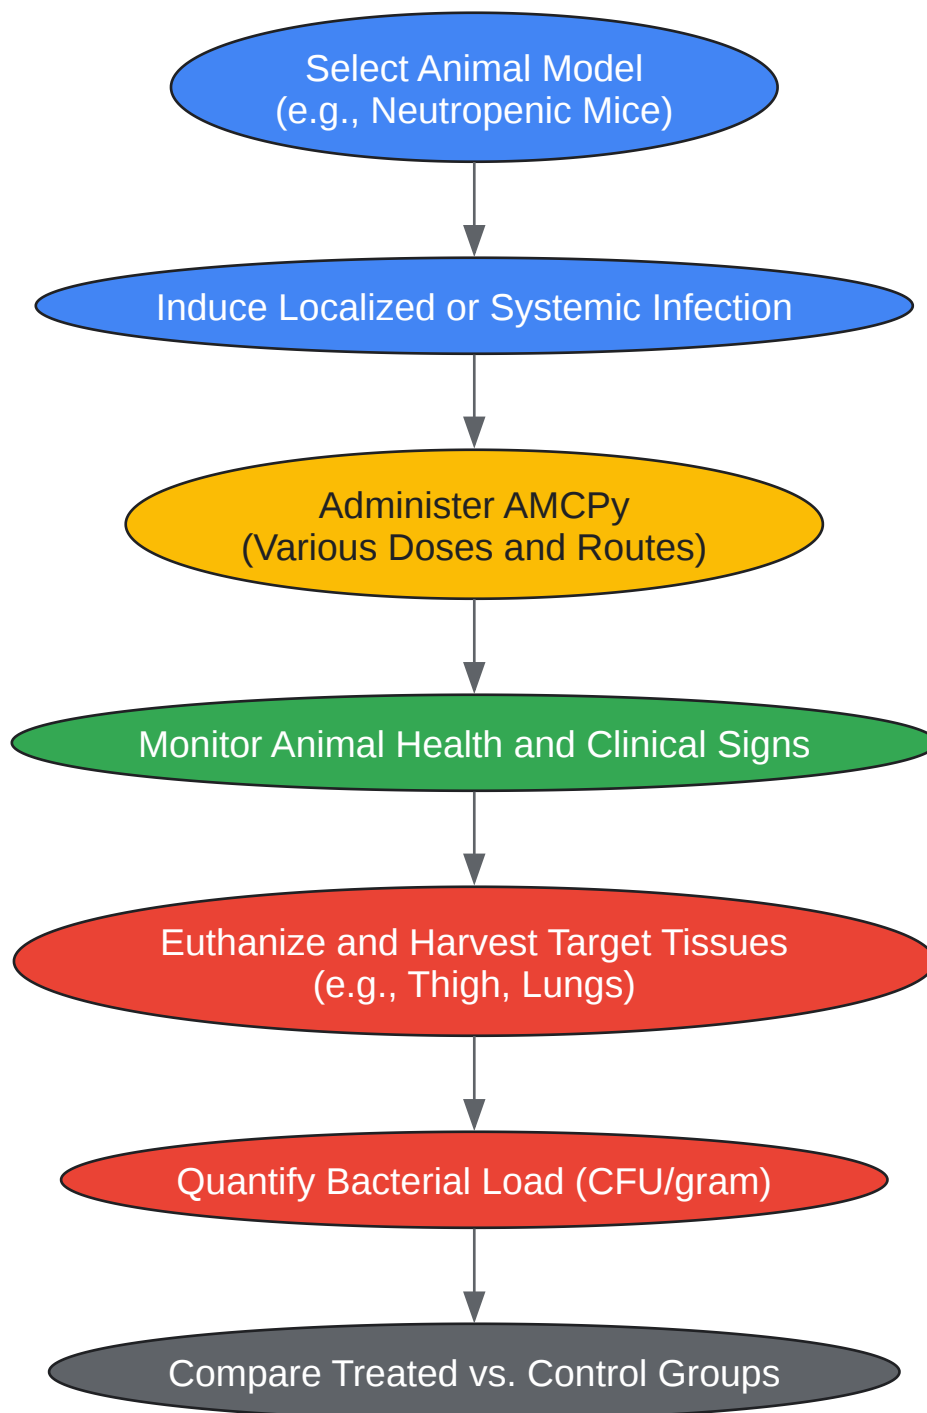 Select Animal Model
(e.g., Neutropenic Mice)
Induce Localized or Systemic Infection
Administer AMCPy
(Various Doses and Routes)
Monitor Animal Health and Clinical Signs
Euthanize and Harvest Target Tissues
(e.g., Thigh, Lungs)
Quantify Bacterial Load (CFU/gram)
Compare Treated vs. Control Groups